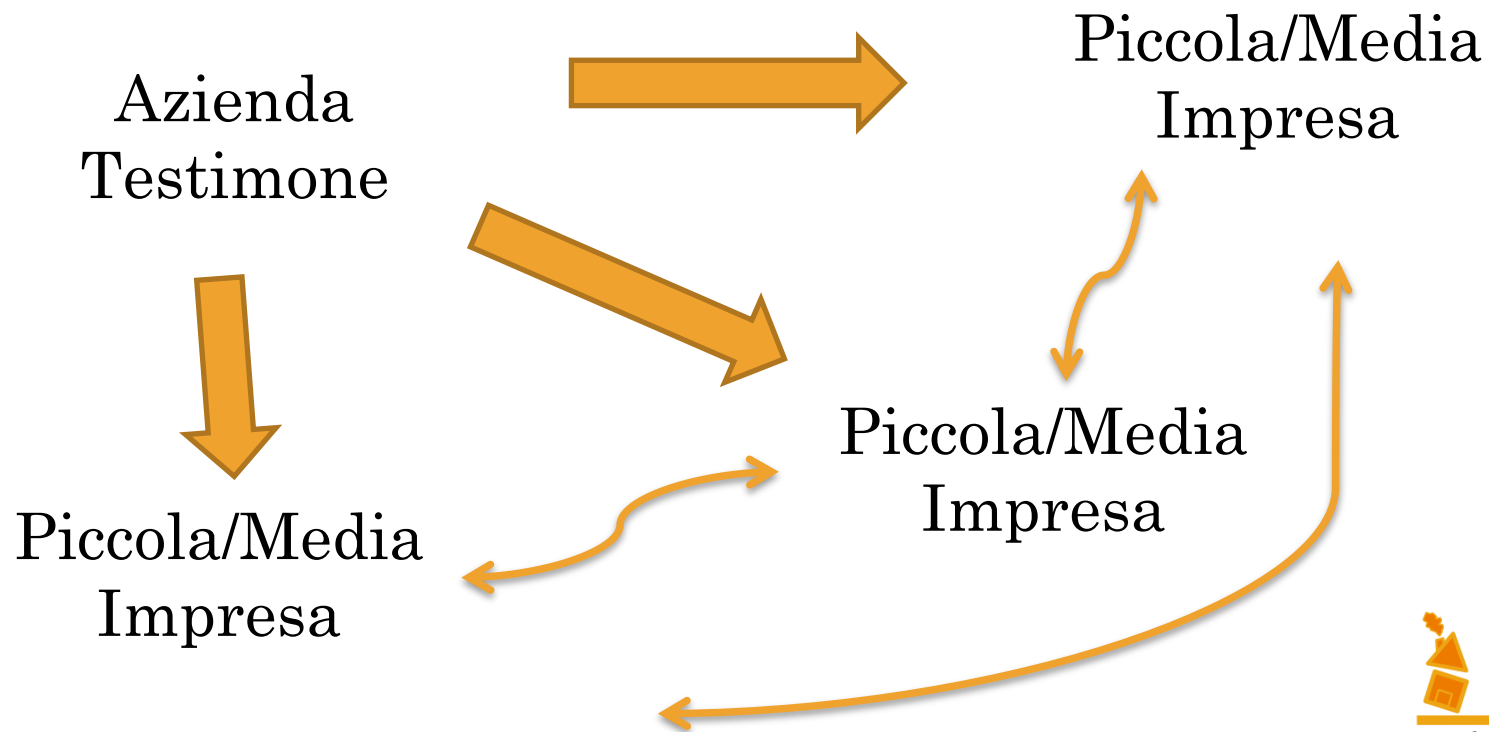 Azienda
Testimone
Piccola/Media
Impresa
Piccola/Media
Impresa
Piccola/Media
Impresa